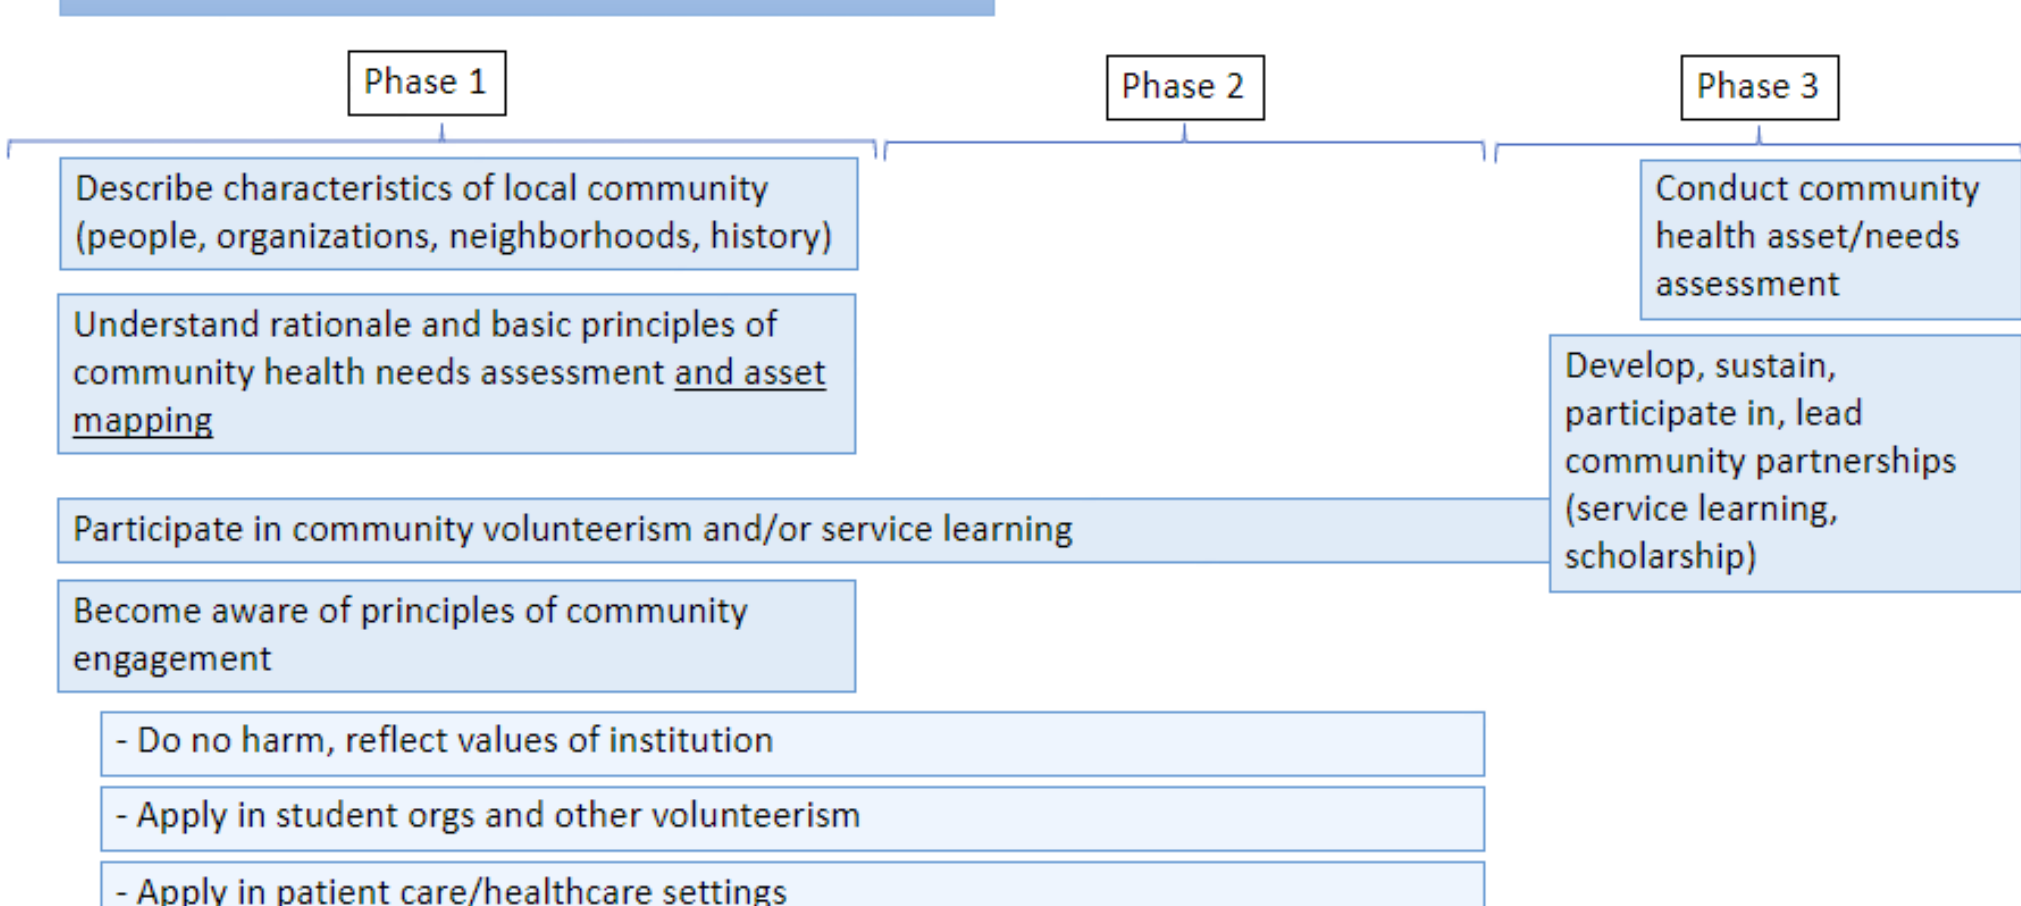 Phase 1
Phase 2
Phase 3
Describe characteristics of local community
(people, organizations, neighborhoods, history)
Conduct community
health asset/needs
assessment
Understand rationale and basic principles of
community health needs assessment and asset
mapping
Develop, sustain,
participate in, lead
community partnerships
(service learning,
scholarship)
Participate in community volunteerism and/or service learning
Become aware of principles of community
engagement
- Do no harm, reflect values of institution
- Apply in student orgs and other volunteerism
- Apply in patient care/healthcare settings